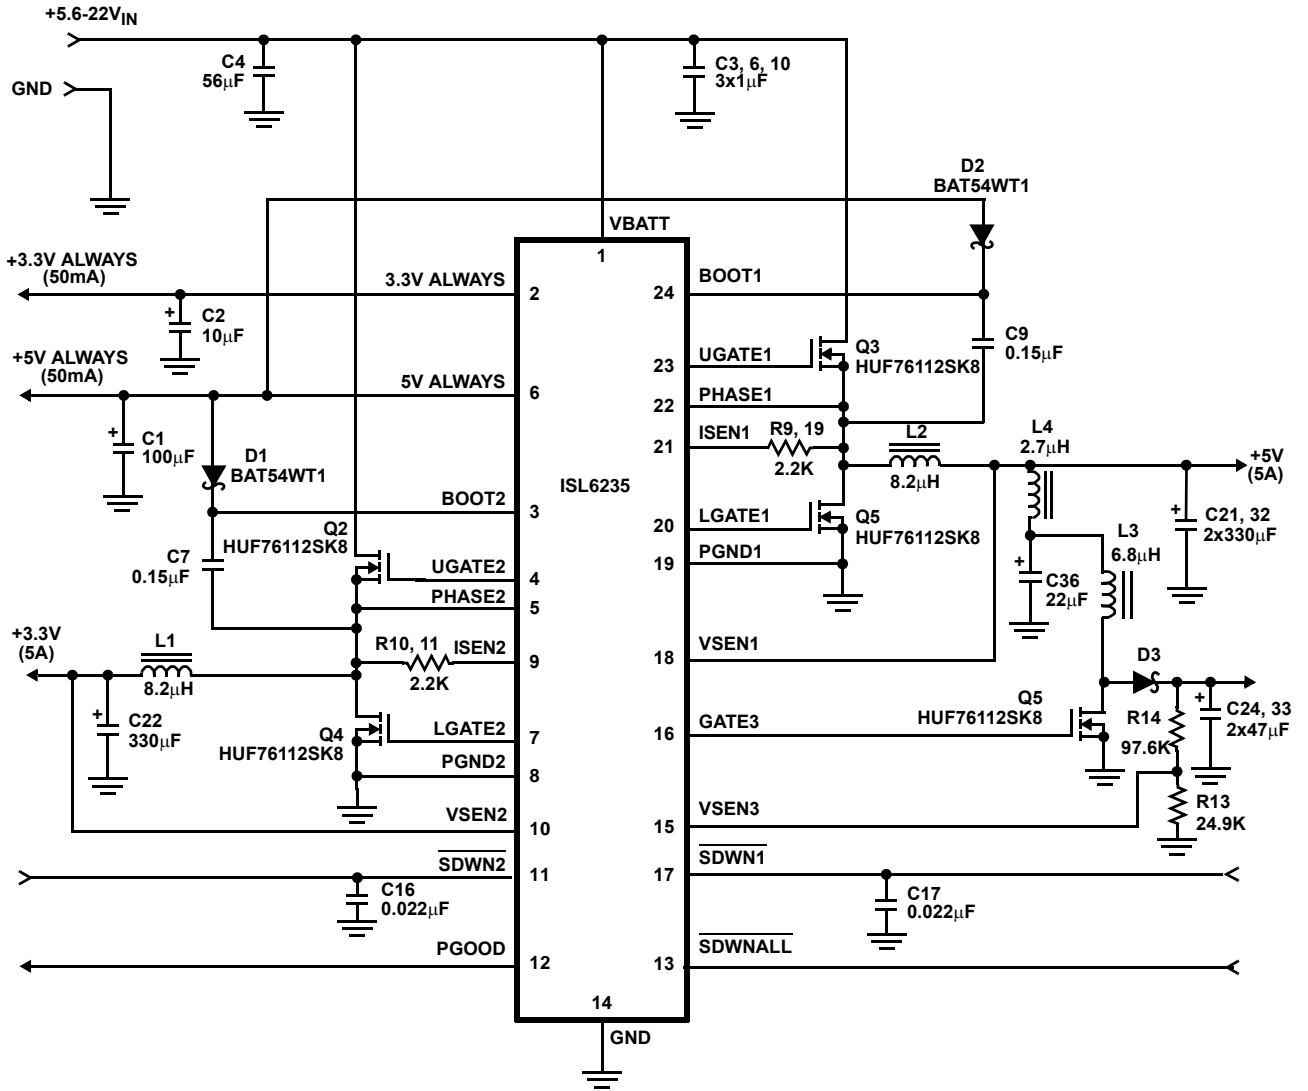 +5.6-22VIN
GND
C4
56μF
C3, 6, 10
3x1μF
D2
BAT54WT1
VBATT
1
+3.3V ALWAYS
(50mA)
3.3V ALWAYS
2
24
BOOT1
C2
10μF
+
C9
0.15μF
+5V ALWAYS
(50mA)
5V ALWAYS
6
23
UGATE1
Q3
HUF76112SK8
22
PHASE1
C1
100μF
+
D1
BAT54WT1
21
ISEN1
R9, 19
2.2K
L2
8.2μH
L4
2.7μH
+5V
(5A)
ISL6235
BOOT2
3
20
LGATE1
Q5
HUF76112SK8
C21, 32
2x330μF
+
Q2
HUF76112SK8
C7
0.15μF
UGATE2
4
19
PGND1
L3
6.8μH
+
C36
22μF
PHASE2
5
+3.3V
(5A)
L1
8.2μH
R10, 11
2.2K
ISEN2
9
18
VSEN1
D3
C22
330μF
+
Q4
HUF76112SK8
LGATE2
7
16
GATE3
Q5
HUF76112SK8
R14
97.6K
+
C24, 33
2x47μF
PGND2
8
VSEN2
10
15
VSEN3
R13
24.9K
SDWN2
11
17
SDWN1
C16
0.022μF
C17
0.022μF
PGOOD
12
13
SDWNALL
14
GND